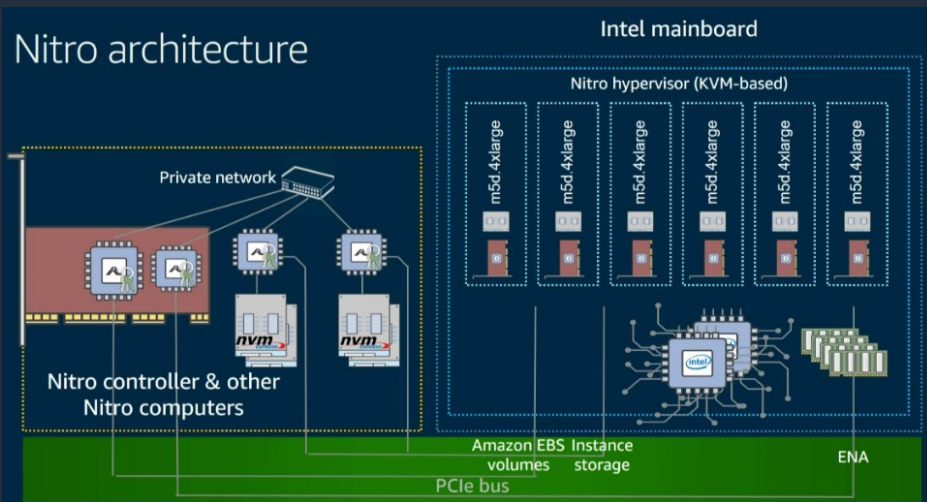 Nitro architecture
Intel mainboard
Nitro hypervisor (KVM-based)
m5d.4xlarge
m5d.4xlarge
m5d.4xlarge
m5d.4xlarge
m5d.4xlarge
m5d.4xlarge
Private network
nvm
nvm
EXPRESS
intel
Nitro controller & other
Nitro computers
Amazon EBS
volumes
Instance
storage
ENA
PCIe bus